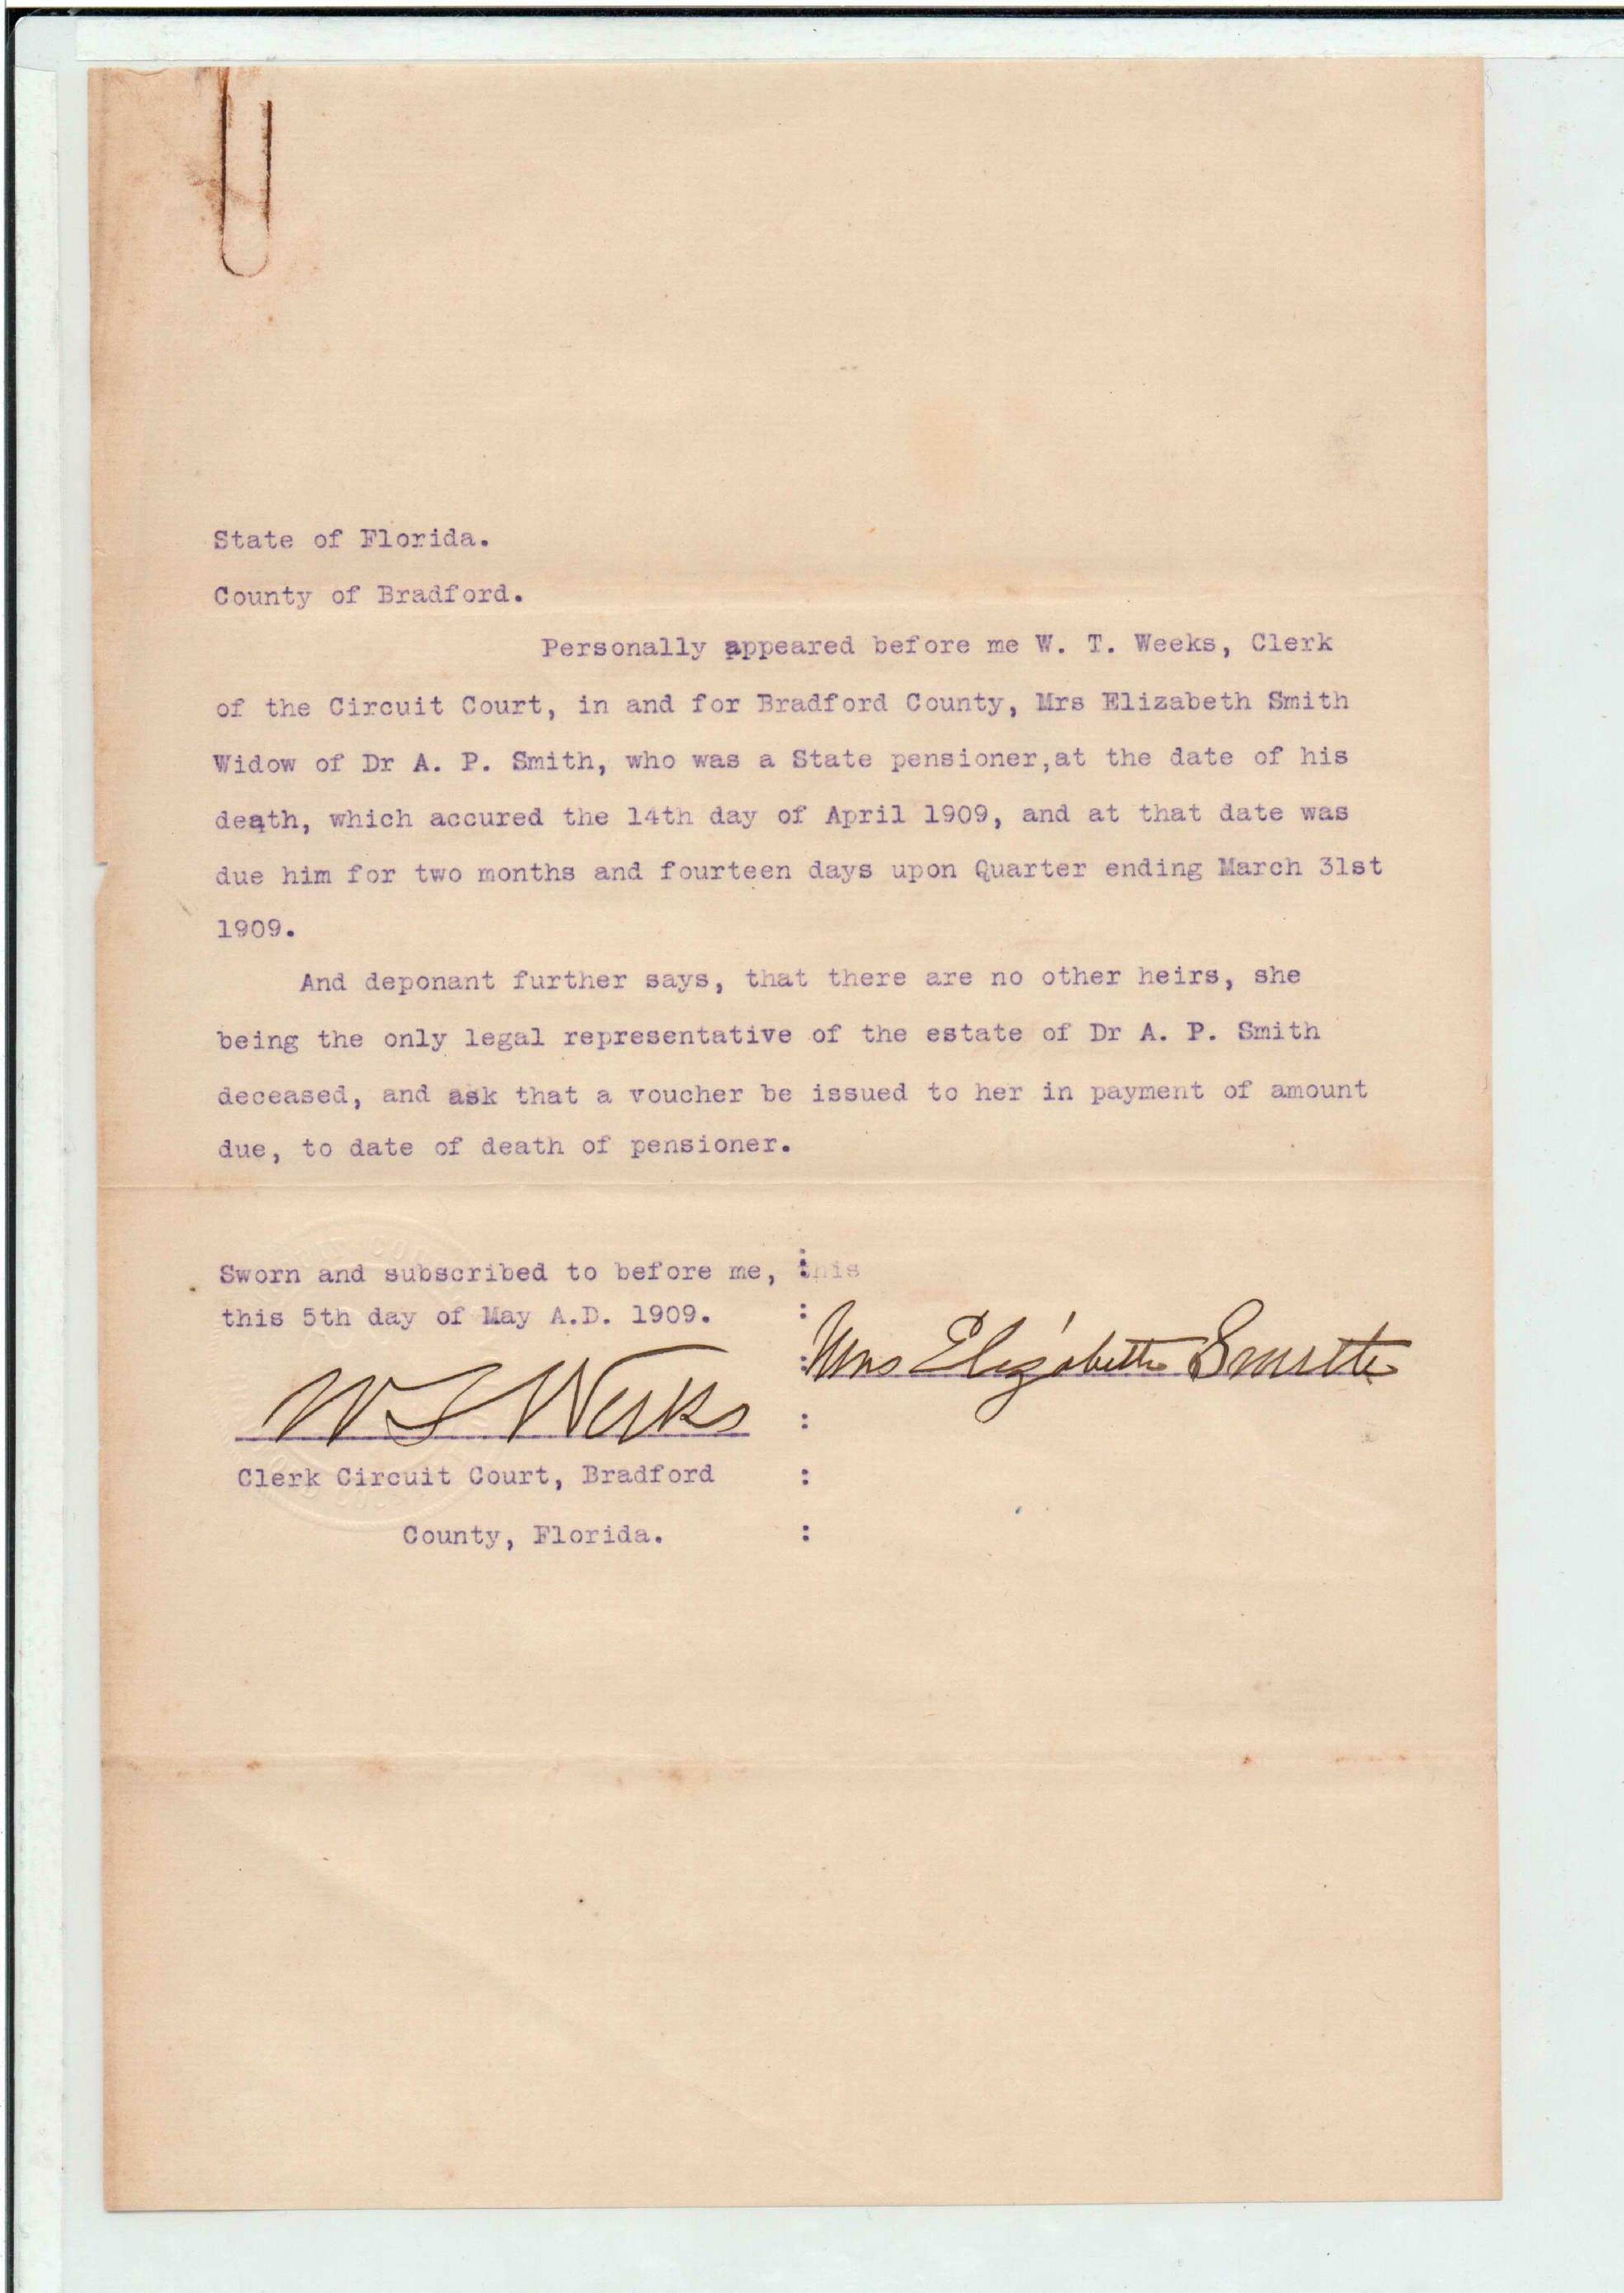 State of Florida.
County of Bradford.
Personally appeared before me W. T. Weeks, Clerk
of the Circuit Court, in and for Bradford County, Mrs Elizabeth Smith
Widow of Dr A. P. Smith, who was a State pensioner,at the date of his
death, which accured the 14th day of April 1909, and at that date was
due him for two months and fourteen days upon Quarter ending March 31st
1909.
And deponant further says, that there are no other heirs, she
being the only legal representative of the estate of Dr A. P. Smith
deceased, and ask that a voucher be issued to her in payment of amount
due, to date of death of pensioner.
Sworn and subscribed to before me, : this
this 5th day of May A.D. 1909. :
: Mrs Elizabeth Smith
W T Weeks :
Clerk Circuit Court, Bradford :
County, Florida. :